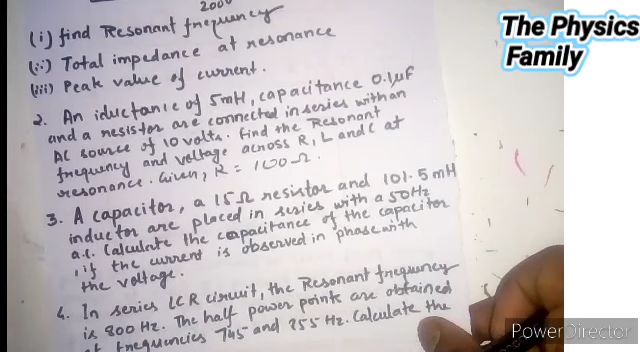 200
(i) find Resonant frequency
(ii) Total impedance at resonance
(iii) Peak value of current.
2. An iductanie of 5mH, capacitance 0.1μF
and a resistor are connected in series with an
AC source of 10 volts. find the Resonant
frequency and voltage across R, L and C at
resonance. Given, R = 100Ω.
3. A capacitor, a 15Ω resistor and 101.5 mH
inductor are placed in series with a 50Hz
a.c. Calculate the capacitance of the capacitor
, if the current is observed in phase with
the voltage.
4. In series LCR circuit, the Resonant frequency
is 800 Hz. The half power points are obtained
at frequencies 745 and 855 Hz. Calculate the
The Physics
Family
PowerDirector